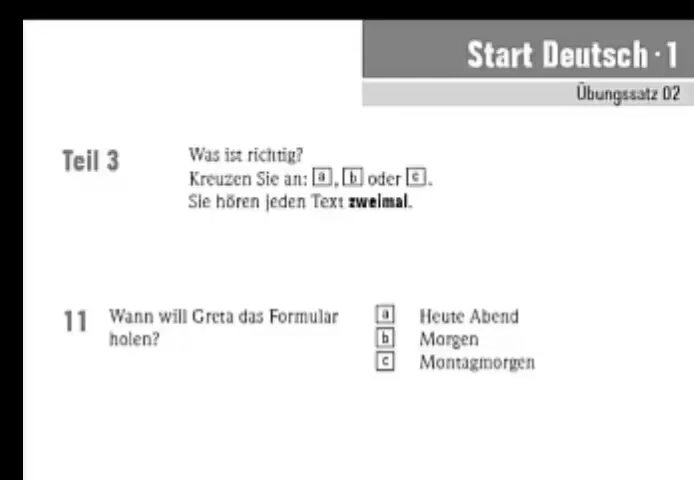 Start Deutsch · 1
Übungssatz 02
Teil 3
Was ist richtig?
Kreuzen Sie an: a, b oder c.
Sie hören jeden Text zweimal.
11 Wann will Greta das Formular
holen?
a Heute Abend
b Morgen
c Montagmorgen